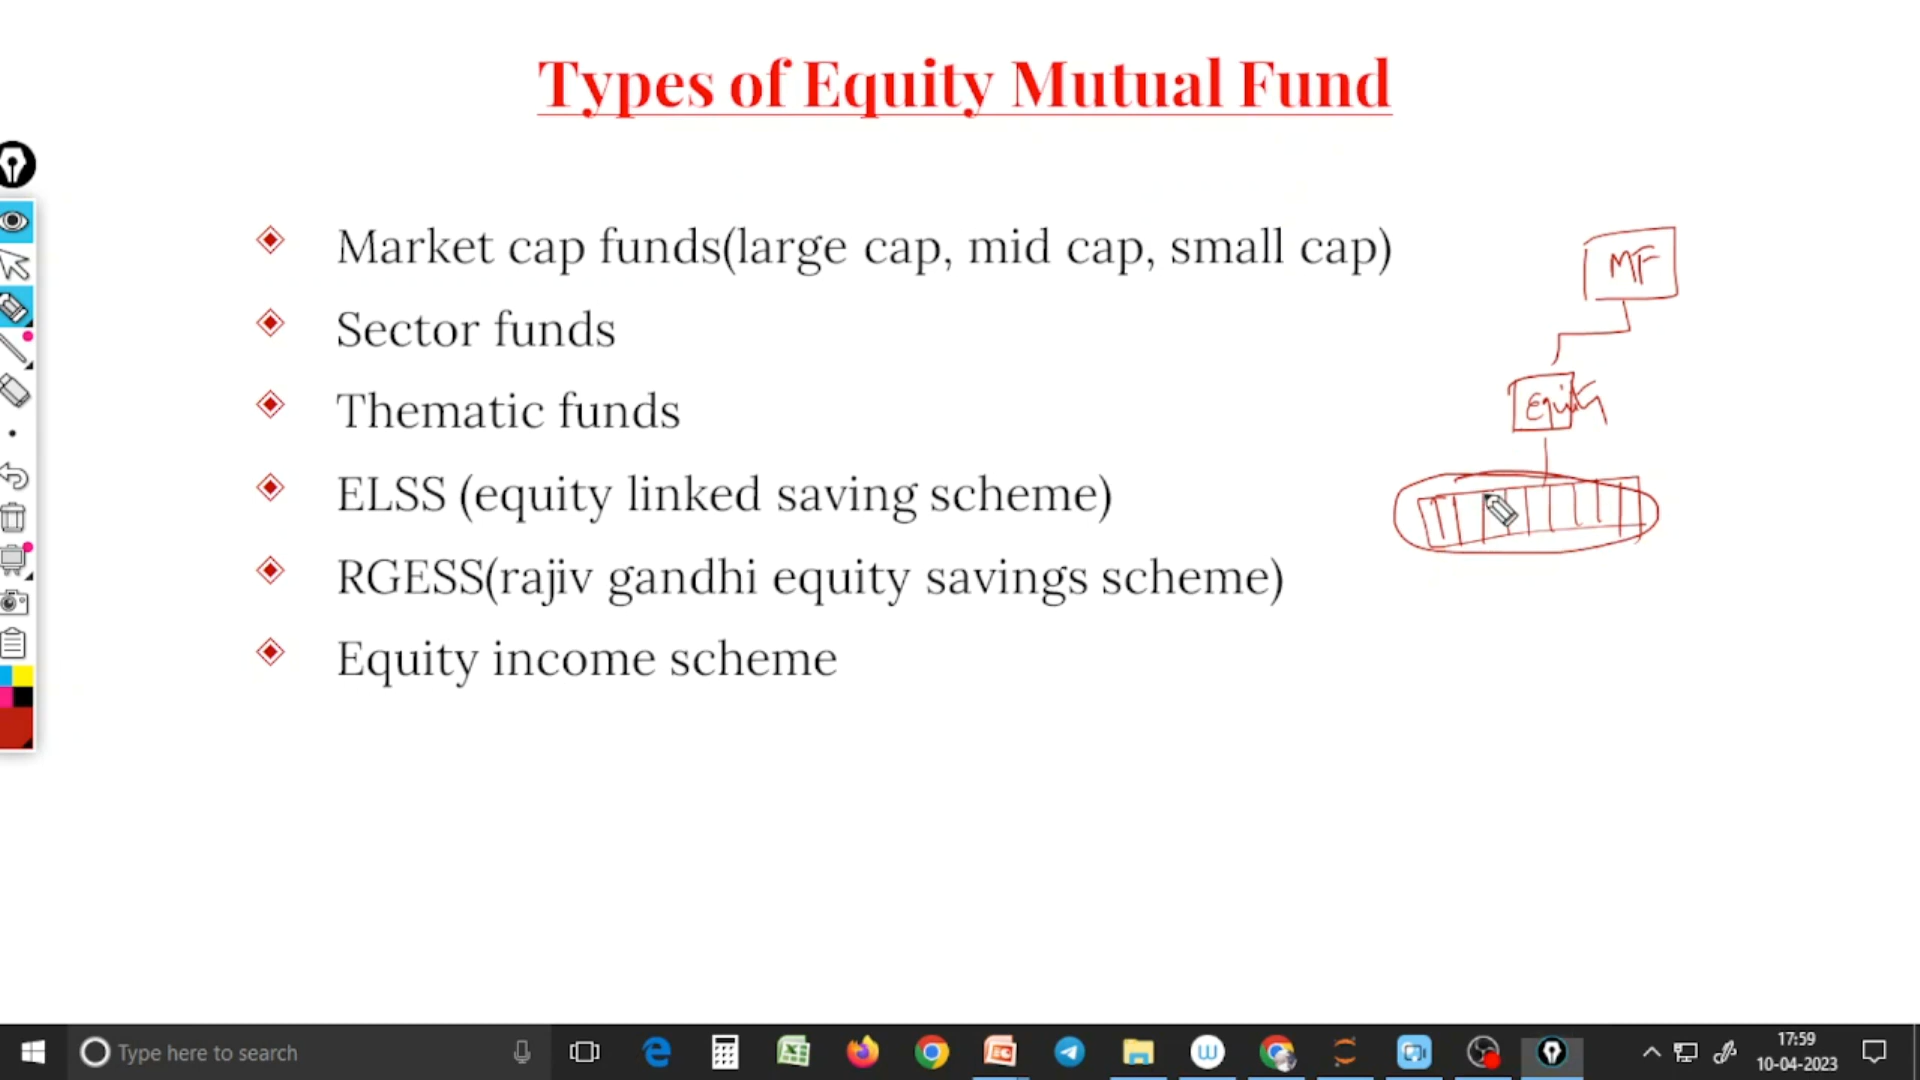 Types of Equity Mutual Fund
Market cap funds(large cap, mid cap, small cap)
Sector funds
Thematic funds
ELSS (equity linked saving scheme)
RGESS(rajiv gandhi equity savings scheme)
Equity income scheme
MF
Equity
Type here to search
17:59
10-04-2023